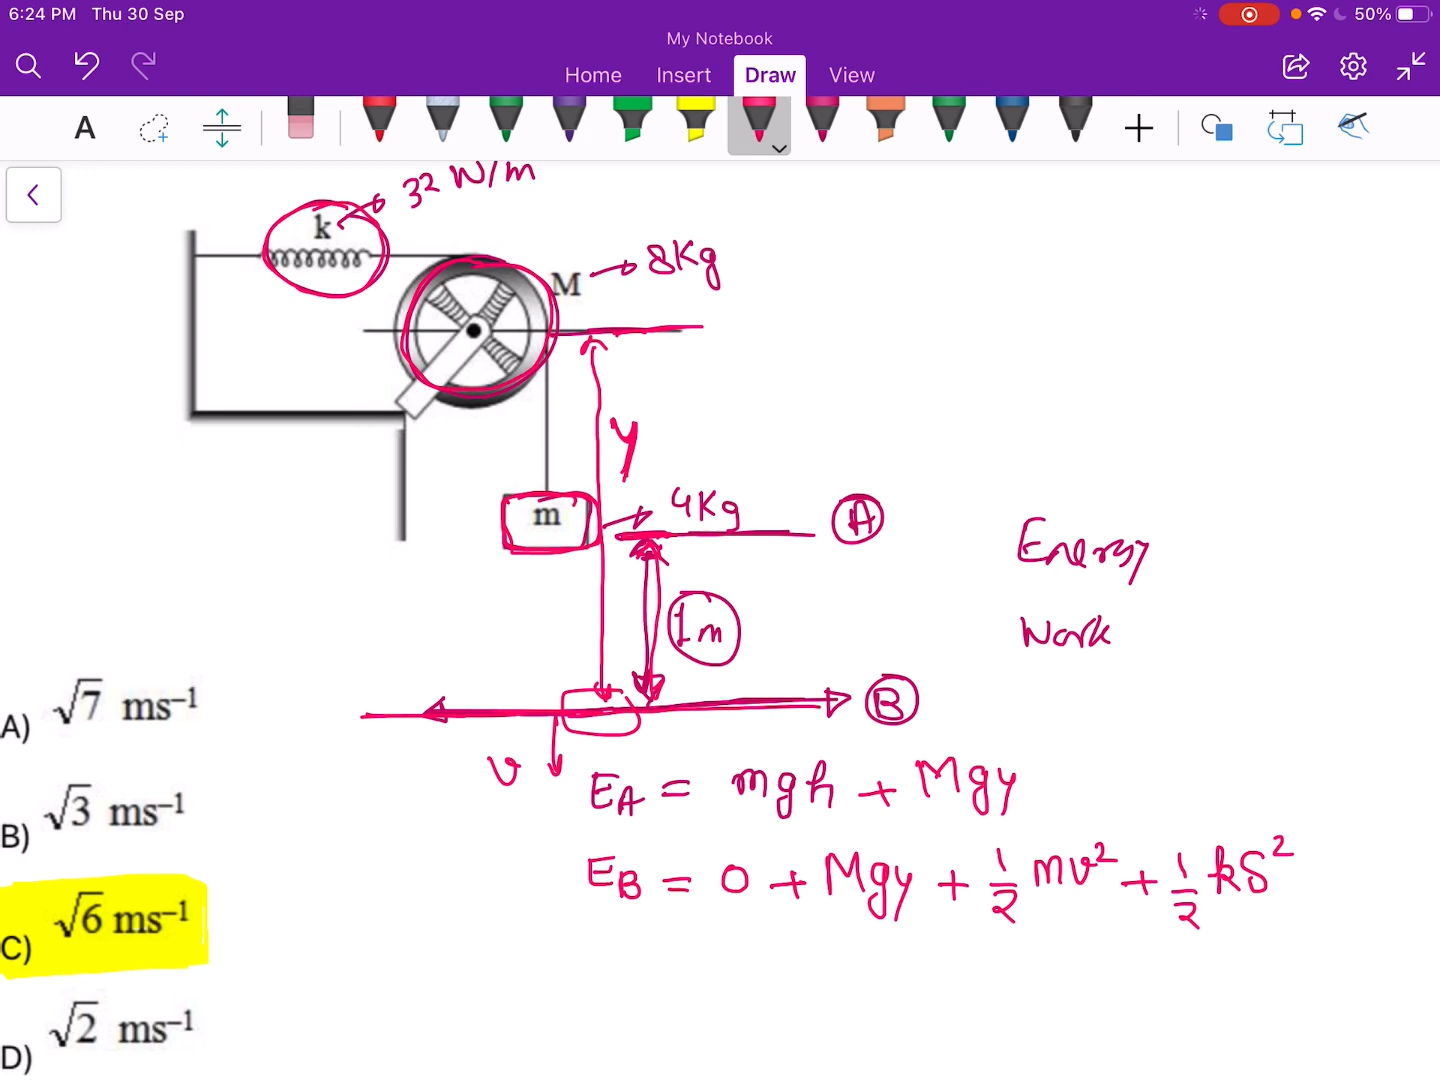 6:24 PM Thu 30 Sep
50%
My Notebook
Home Insert Draw View
A
32 N/m
k
M → 8Kg
y
m
4Kg
A
Energy
1m
Work
A) √7 ms⁻¹
B
v
E_A = mgh + Mgy
B) √3 ms⁻¹
E_B = 0 + Mgy + 1/2 mv² + 1/2 kS²
C) √6 ms⁻¹
D) √2 ms⁻¹